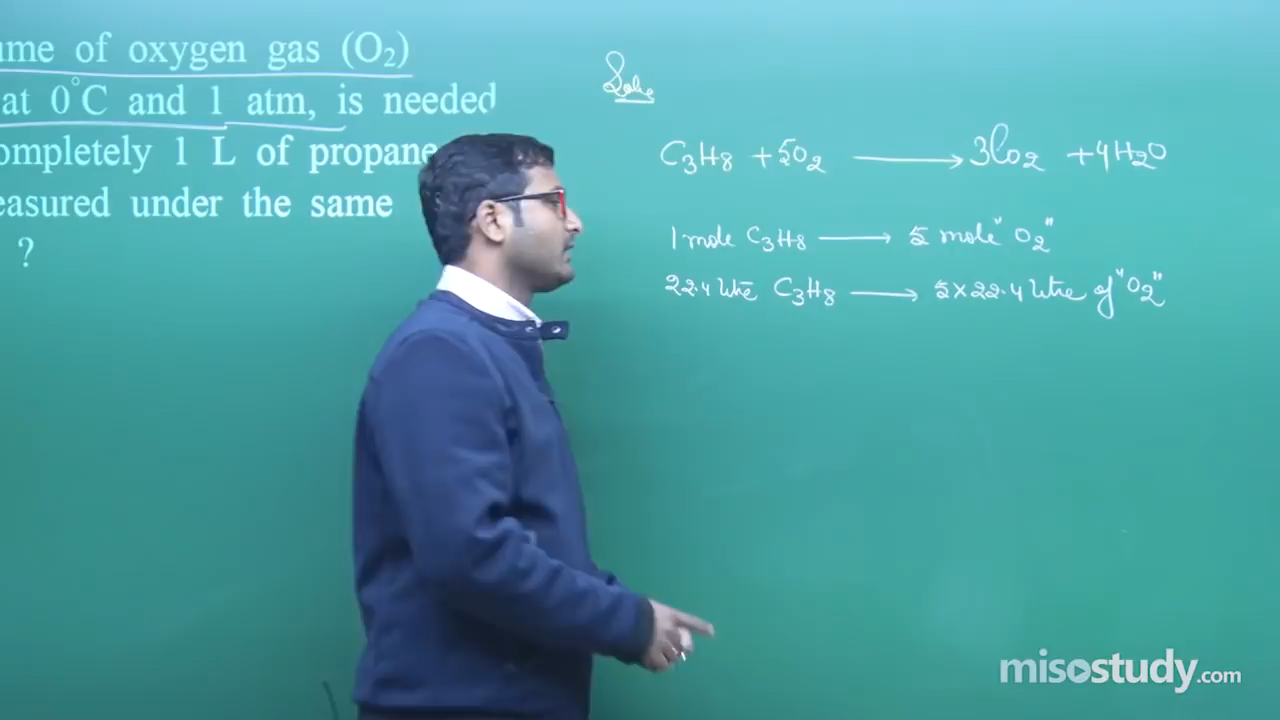 ume of oxygen gas (O₂)
at 0°C and 1 atm, is needed
ompletely 1 L of propane
easured under the same
?
Solu
C₃H₈ + 5O₂ ⟶ 3CO₂ + 4H₂O
1 mole C₃H₈ ⟶ 5 mole "O₂"
22.4 litre C₃H₈ ⟶ 5×22.4 litre of "O₂"
misostudy.com